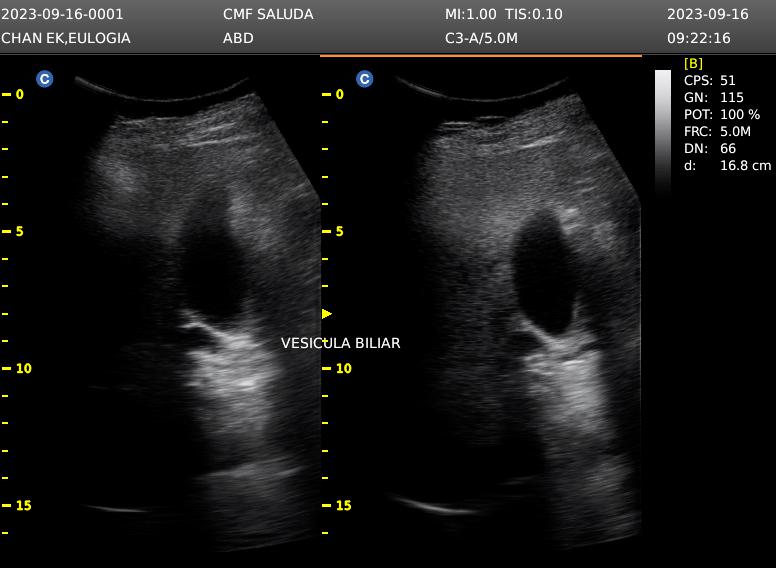 2023-09-16-0001 CMF SALUDA MI:1.00 TIS:0.10 2023-09-16
CHAN EK,EULOGIA ABD C3-A/5.0M 09:22:16
C C
[B]
CPS: 51
GN: 115
POT: 100 %
FRC: 5.0M
DN: 66
d: 16.8 cm
0 0
5 5
VESICULA BILIAR
10 10
15 15